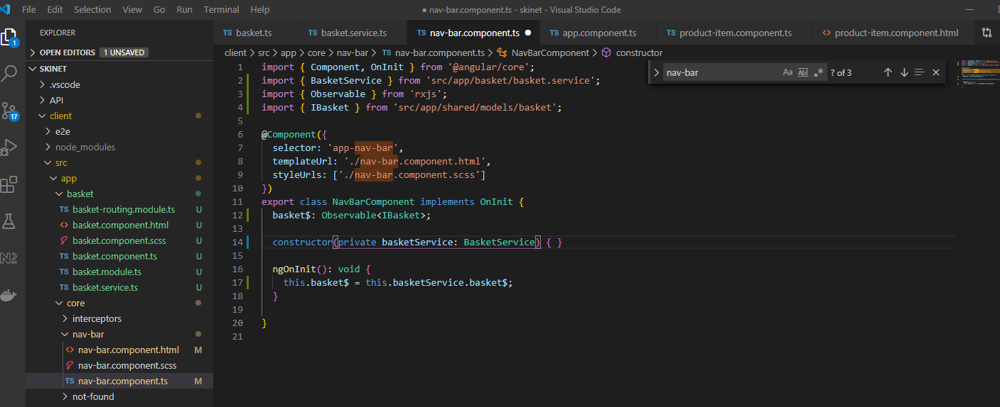 File Edit Selection View Go Run Terminal Help
● nav-bar.component.ts - skinet - Visual Studio Code
EXPLORER
OPEN EDITORS 1 UNSAVED
SKINET
.vscode
API
client
e2e
node_modules
src
app
basket
TS basket-routing.module.ts U
<> basket.component.html U
basket.component.scss U
TS basket.component.ts U
TS basket.module.ts U
TS basket.service.ts U
core
interceptors
nav-bar
<> nav-bar.component.html M
nav-bar.component.scss
TS nav-bar.component.ts M
not-found
1
17
TS basket.ts TS basket.service.ts TS nav-bar.component.ts ● TS app.component.ts TS product-item.component.ts <> product-item.component.html
client > src > app > core > nav-bar > TS nav-bar.component.ts > NavBarComponent > constructor
nav-bar Aa Abl .* ? of 3
1 import { Component, OnInit } from '@angular/core';
2 import { BasketService } from 'src/app/basket/basket.service';
3 import { Observable } from 'rxjs';
4 import { IBasket } from 'src/app/shared/models/basket';
5
6 @Component({
7 selector: 'app-nav-bar',
8 templateUrl: './nav-bar.component.html',
9 styleUrls: ['./nav-bar.component.scss']
10 })
11 export class NavBarComponent implements OnInit {
12 basket$: Observable<IBasket>;
13
14 constructor(private basketService: BasketService) { }
15
16 ngOnInit(): void {
17 this.basket$ = this.basketService.basket$;
18 }
19
20 }
21